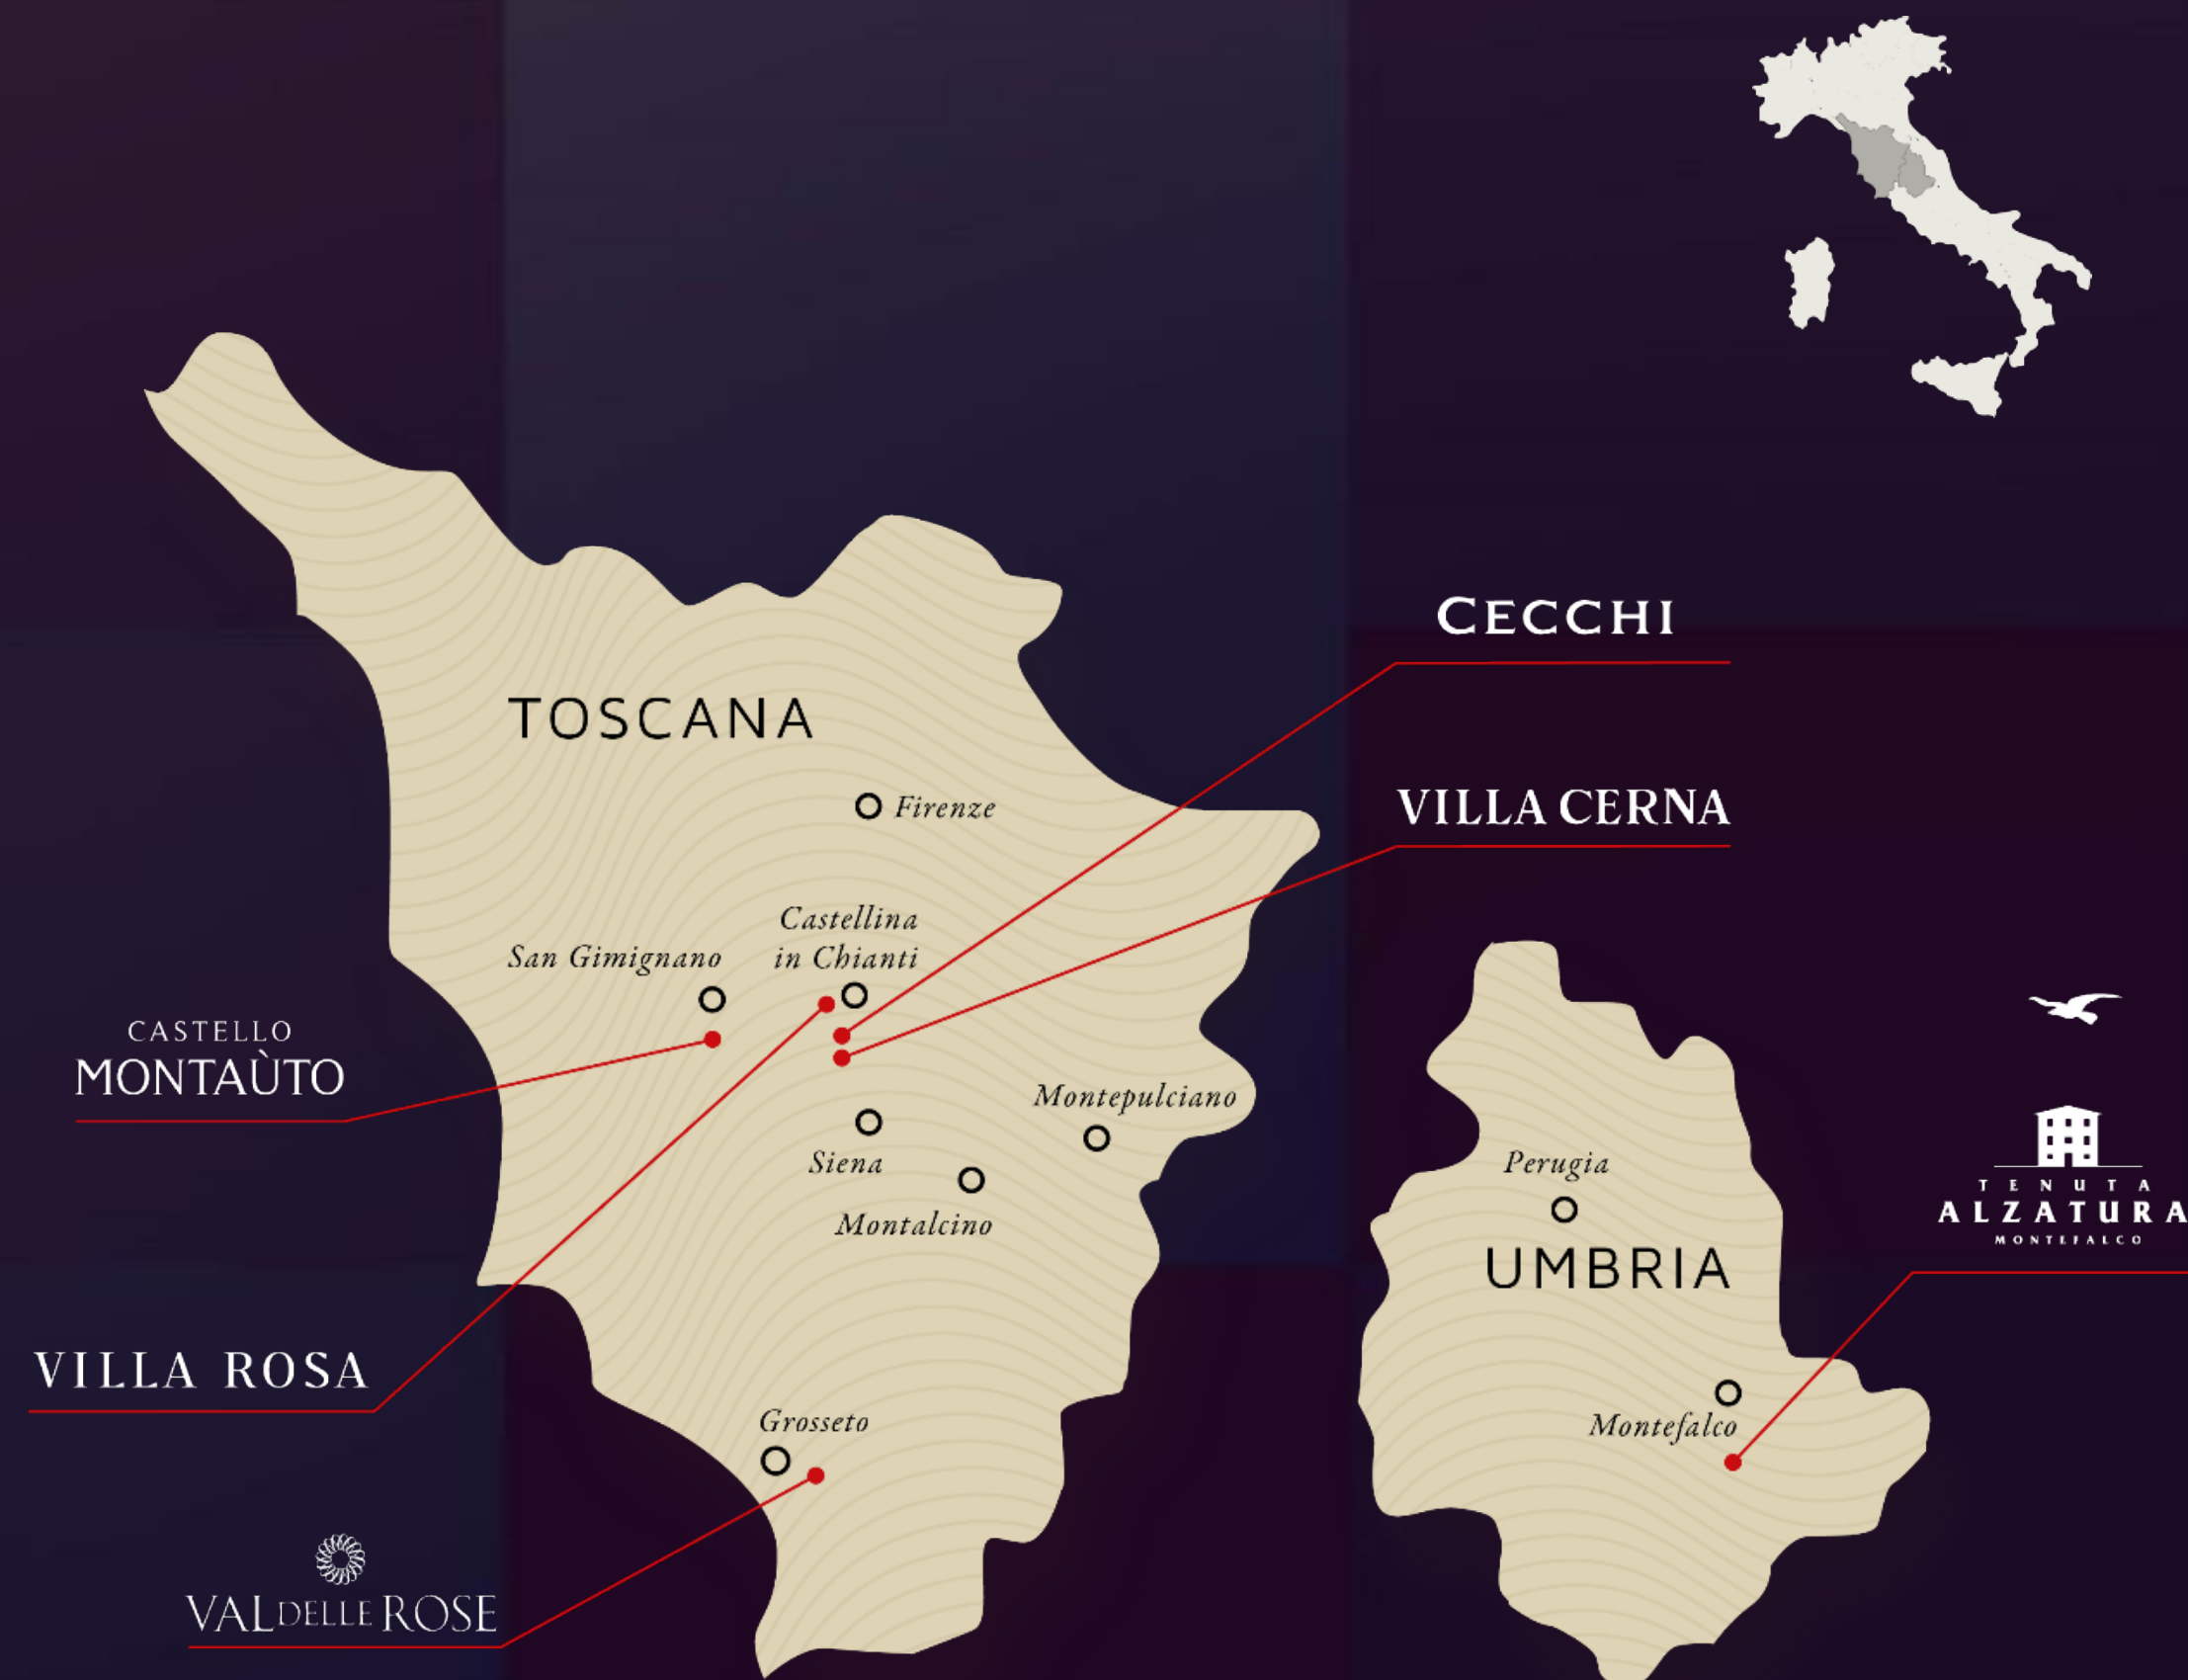 CECCHI
TOSCANA
VILLA CERNA
Firenze
Castellina
in Chianti
San Gimignano
CASTELLO
MONTAÙTO
Montepulciano
Siena
Montalcino
Perugia
UMBRIA
TENUTA
ALZATURA
MONTEFALCO
VILLA ROSA
Grosseto
Montefalco
VAL DELLE ROSE